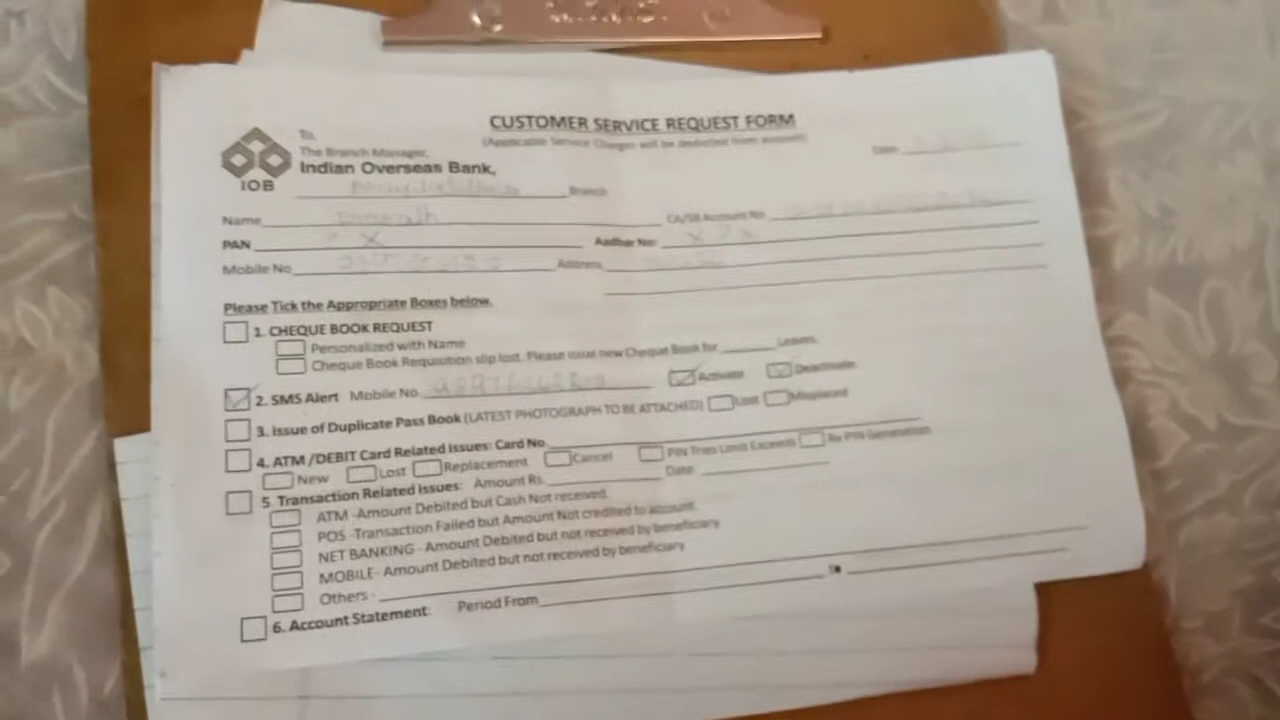 CUSTOMER SERVICE REQUEST FORM
(Applicable Service Charges will be deducted from account)
To,
The Branch Manager,
Indian Overseas Bank,
IOB
Branch
Date
Name
CA/SB Account No.
PAN X
Aadhar No: X X
Mobile No
Address
Please Tick the Appropriate Boxes below.
1. CHEQUE BOOK REQUEST
Personalized with Name
Cheque Book Requisition slip lost. Please issue new Cheque Book for Leaves.
2. SMS Alert Mobile No. Activate Deactivate
3. Issue of Duplicate Pass Book (LATEST PHOTOGRAPH TO BE ATTACHED) Lost Misplaced
4. ATM /DEBIT Card Related Issues: Card No.
New Lost Replacement Cancel PIN Tries Limit Exceeds Re PIN Generation
5. Transaction Related Issues: Amount Rs. Date
ATM -Amount Debited but Cash Not received.
POS -Transaction Failed but Amount Not credited to account.
NET BANKING - Amount Debited but not received by beneficiary
MOBILE- Amount Debited but not received by beneficiary
Others -
6. Account Statement: Period From To